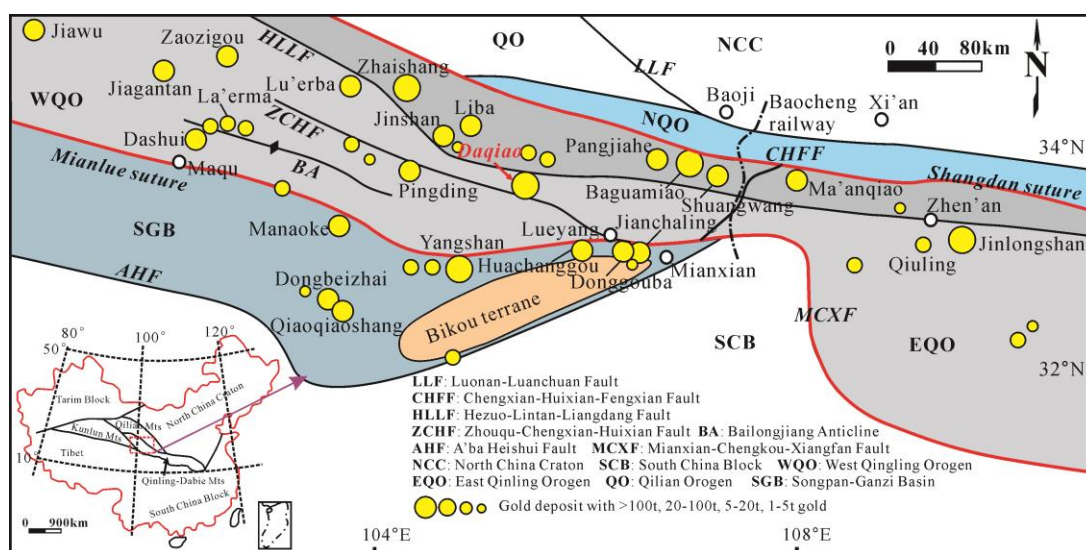 Jiawu
Zaozigou
HLLF
QO
NCC
0 40 80km
N
Jiagantan
Lu'erba
Zhaishang
LLF
Baoji
Baocheng
railway
Xi'an
WQO
La'erma
ZCHF
Liba
Jinshan
NQO
34°N
Dashui
Daqiao
Pangjiahe
CHFF
Maqu
BA
Pingding
Baguamiao
Ma'anqiao
Shangdan suture
Mianlue suture
Shuangwang
Zhen'an
SGB
Manaoke
Lueyang
Jianchaling
Jinlongshan
Yangshan
Huachanggou
Mianxian
Qiuling
AHF
Dongbeizhai
Donggouba
Qiaoqiaoshang
Bikou terrane
MCXF
SCB
EQO
32°N
80° 100° 120°
50°
10°
Tarim Block
North China Craton
Qilian Mts
Kunlun Mts
Tibet
Qinling-Dabie Mts
South China Block
0 900km
LLF: Luonan-Luanchuan Fault
CHFF: Chengxian-Huixian-Fengxian Fault
HLLF: Hezuo-Lintan-Liangdang Fault
ZCHF: Zhouqu-Chengxian-Huixian Fault BA: Bailongjiang Anticline
AHF: A'ba Heishui Fault MCXF: Mianxian-Chengkou-Xiangfan Fault
NCC: North China Craton SCB: South China Block WQO: West Qingling Orogen
EQO: East Qinling Orogen QO: Qilian Orogen SGB: Songpan-Ganzi Basin
Gold deposit with >100t, 20-100t, 5-20t, 1-5t gold
104°E
108°E